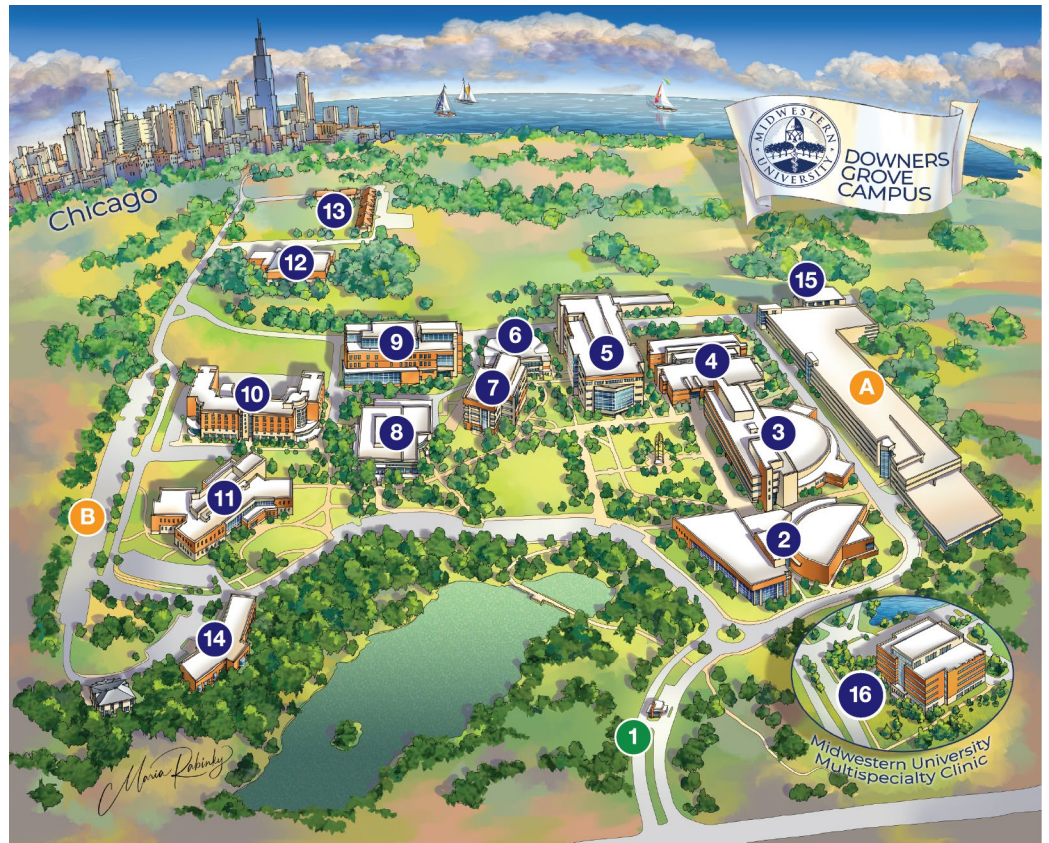 MIDWESTERN
UNIVERSITY
DOWNERS
GROVE
CAMPUS
Chicago
13
12
15
6
9
5
4
7
A
10
8
3
11
B
2
14
16
1
Midwestern University
Multispecialty Clinic
Maria Rabinky